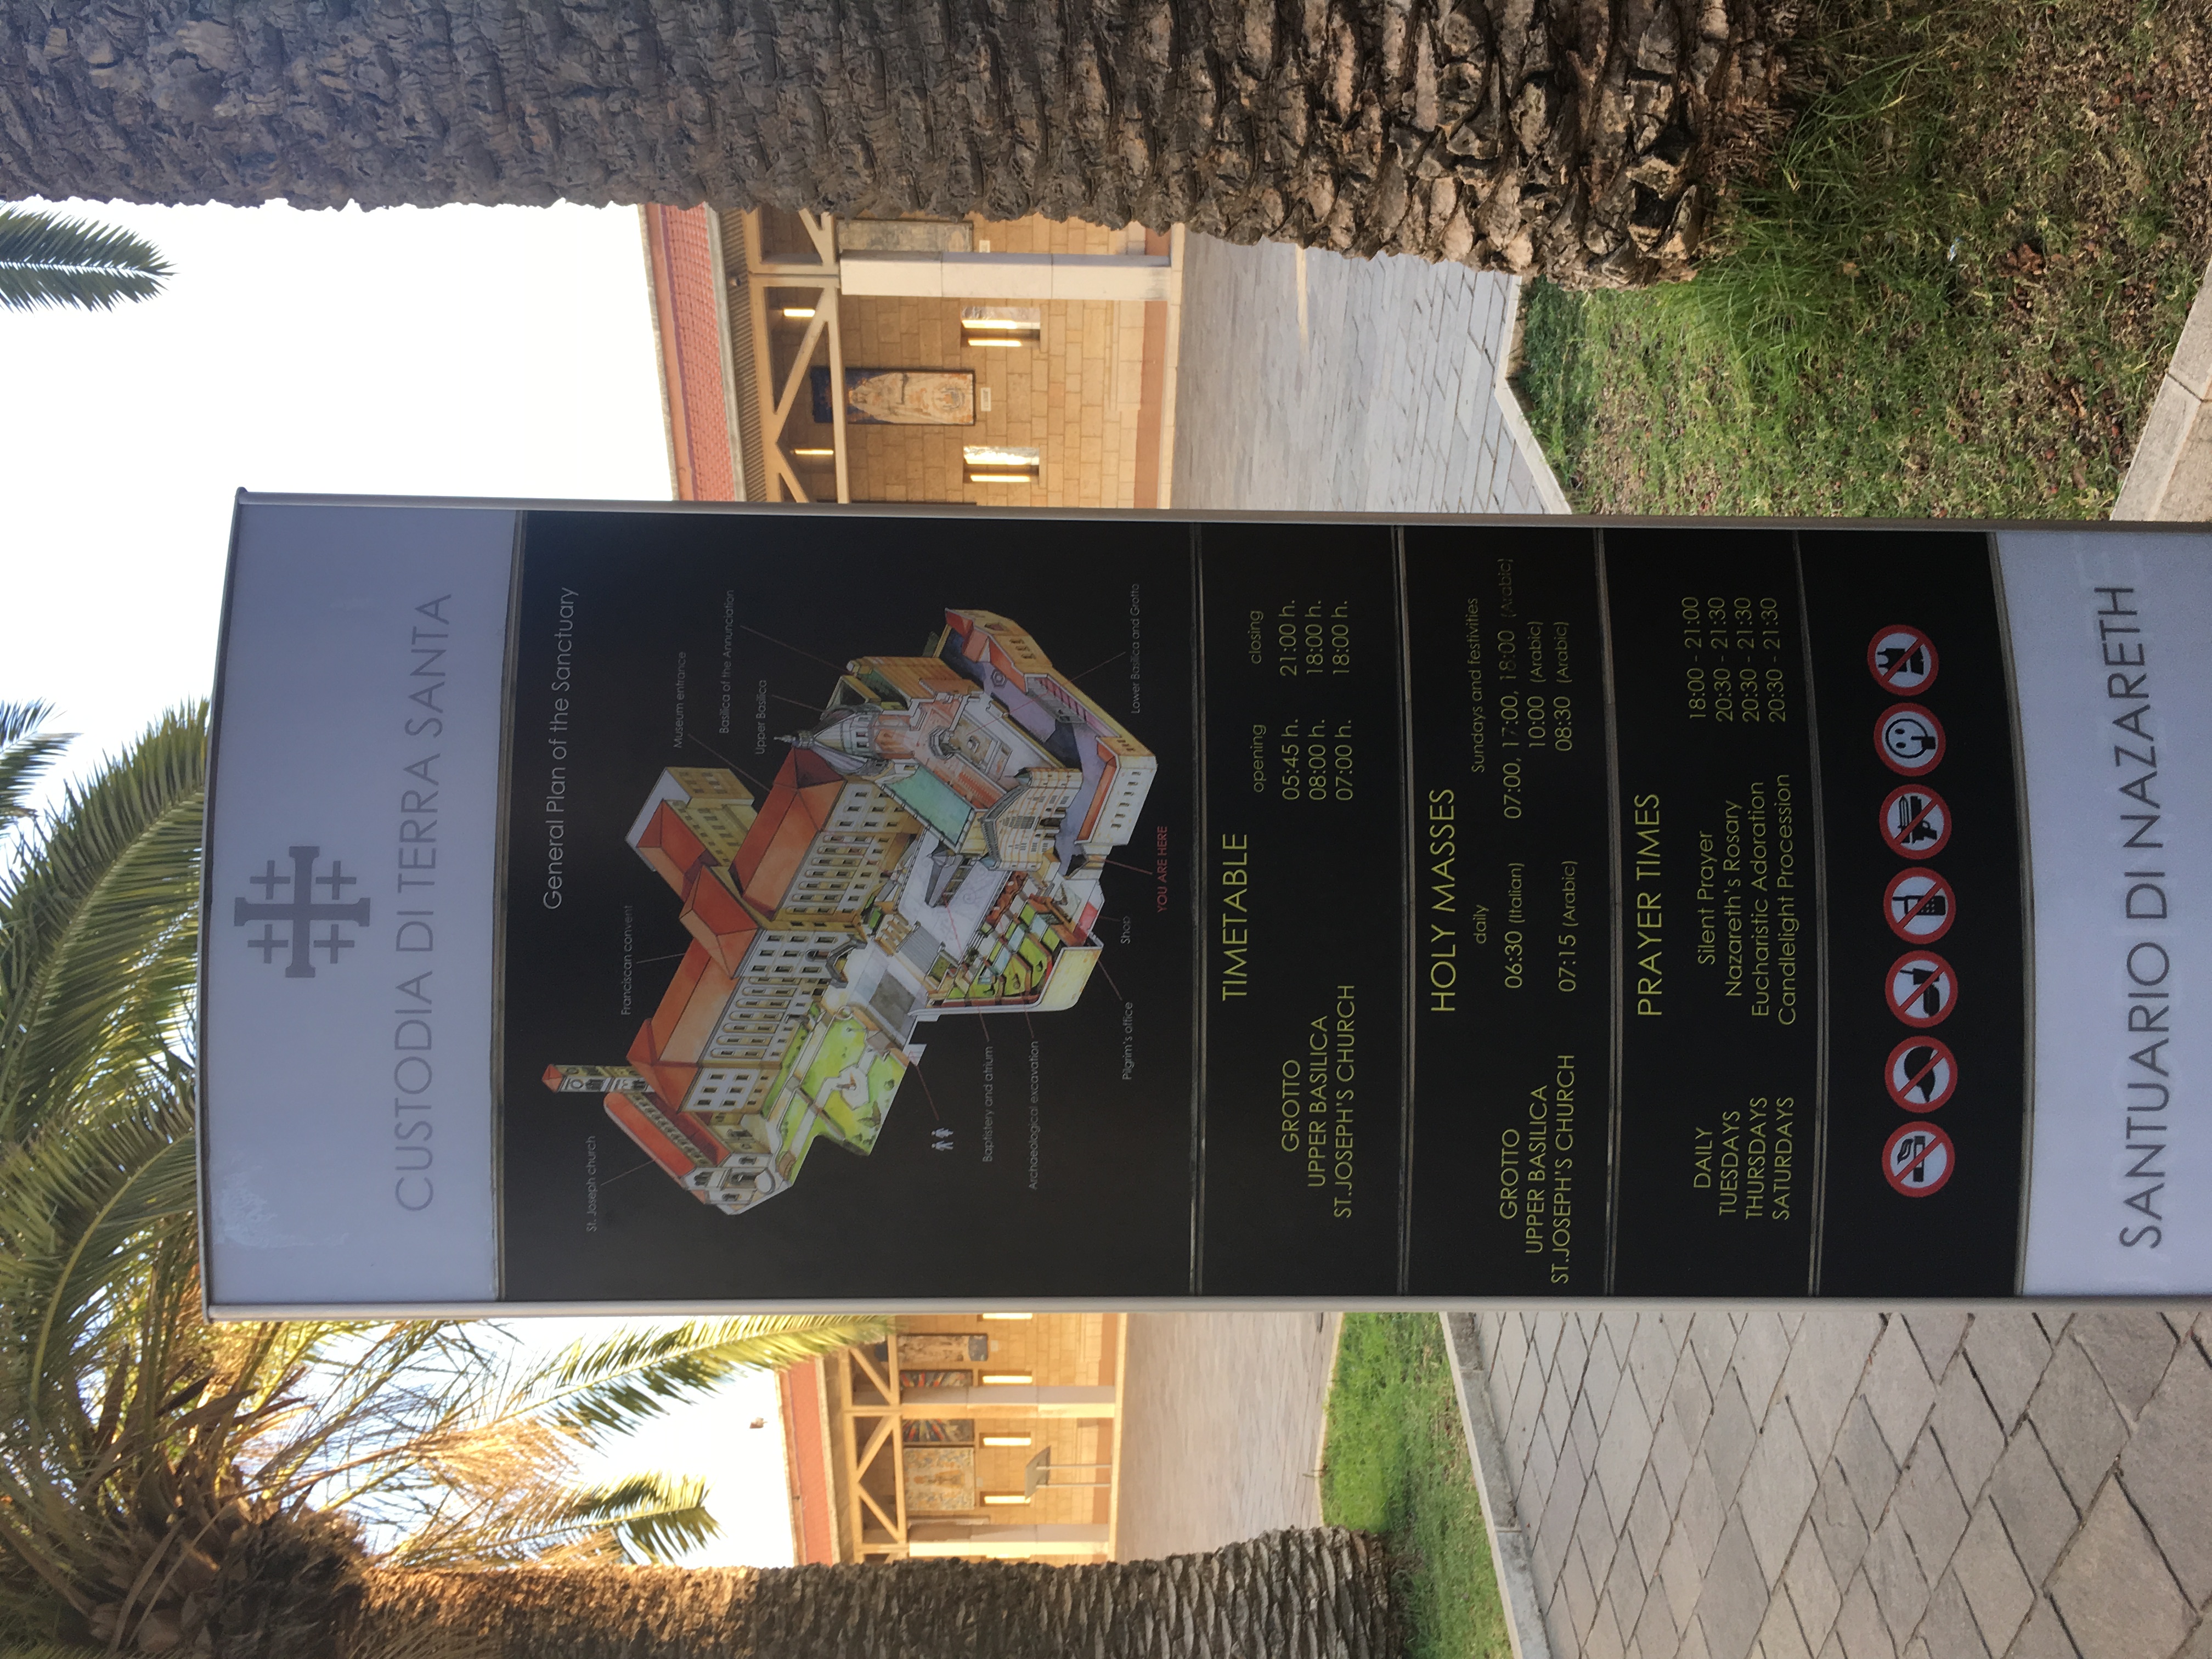 CUSTODIA DI TERRA SANTA
General Plan of the Sanctuary
St. Joseph church
Franciscan convent
Museum entrance
Basilica of the Annunciation
Upper Basilica
Baptistery and atrium
Archaeological excavation
Pilgrim's office
Shop
YOU ARE HERE
Lower Basilica and Grotto
TIMETABLE
opening closing
GROTTO 05:45 h. 21:00 h.
UPPER BASILICA 08:00 h. 18:00 h.
ST.JOSEPH'S CHURCH 07:00 h. 18:00 h.
HOLY MASSES
daily Sundays and festivities
GROTTO 06:30 (Italian) 07:00, 17:00, 18:00 (Arabic)
UPPER BASILICA 10:00 (Arabic)
ST.JOSEPH'S CHURCH 07:15 (Arabic) 08:30 (Arabic)
PRAYER TIMES
DAILY Silent Prayer 18:00 - 21:00
TUESDAYS Nazareth's Rosary 20:30 - 21:30
THURSDAYS Eucharistic Adoration 20:30 - 21:30
SATURDAYS Candlelight Procession 20:30 - 21:30
SANTUARIO DI NAZARETH